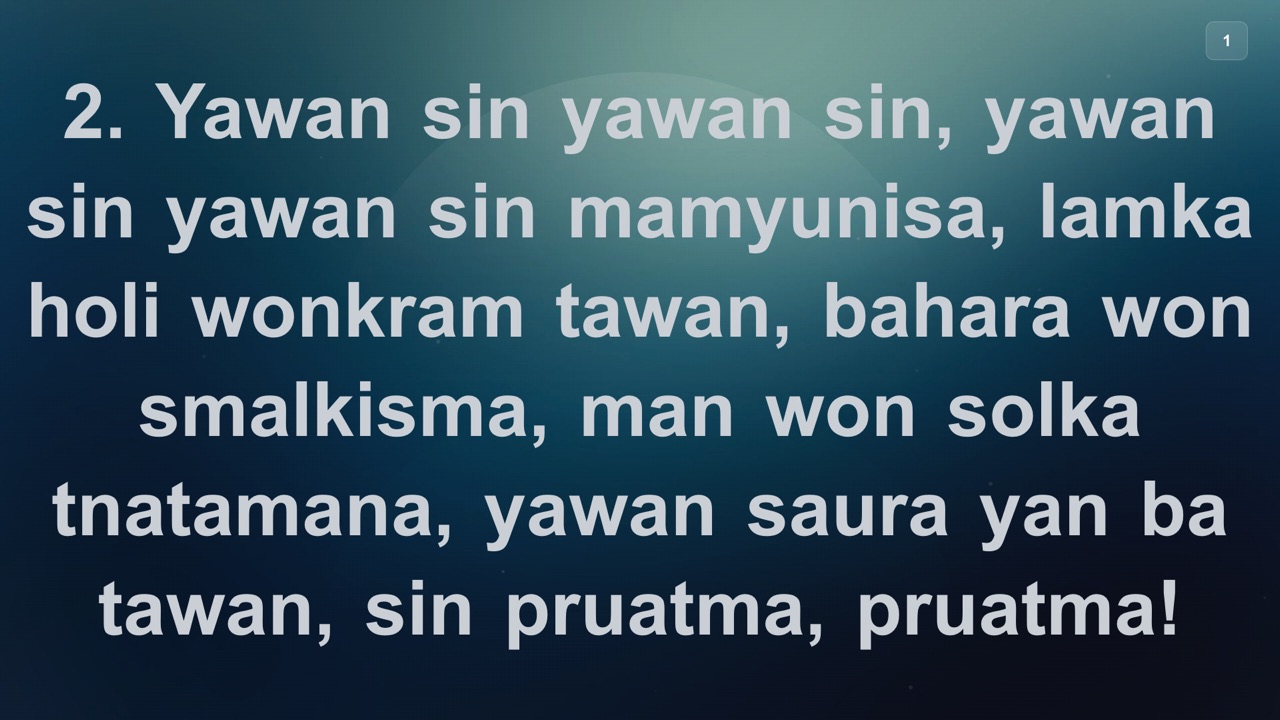 1
2. Yawan sin yawan sin, yawan
sin yawan sin mamyunisa, lamka
holi wonkram tawan, bahara won
smalkisma, man won solka
tnatamana, yawan saura yan ba
tawan, sin pruatma, pruatma!